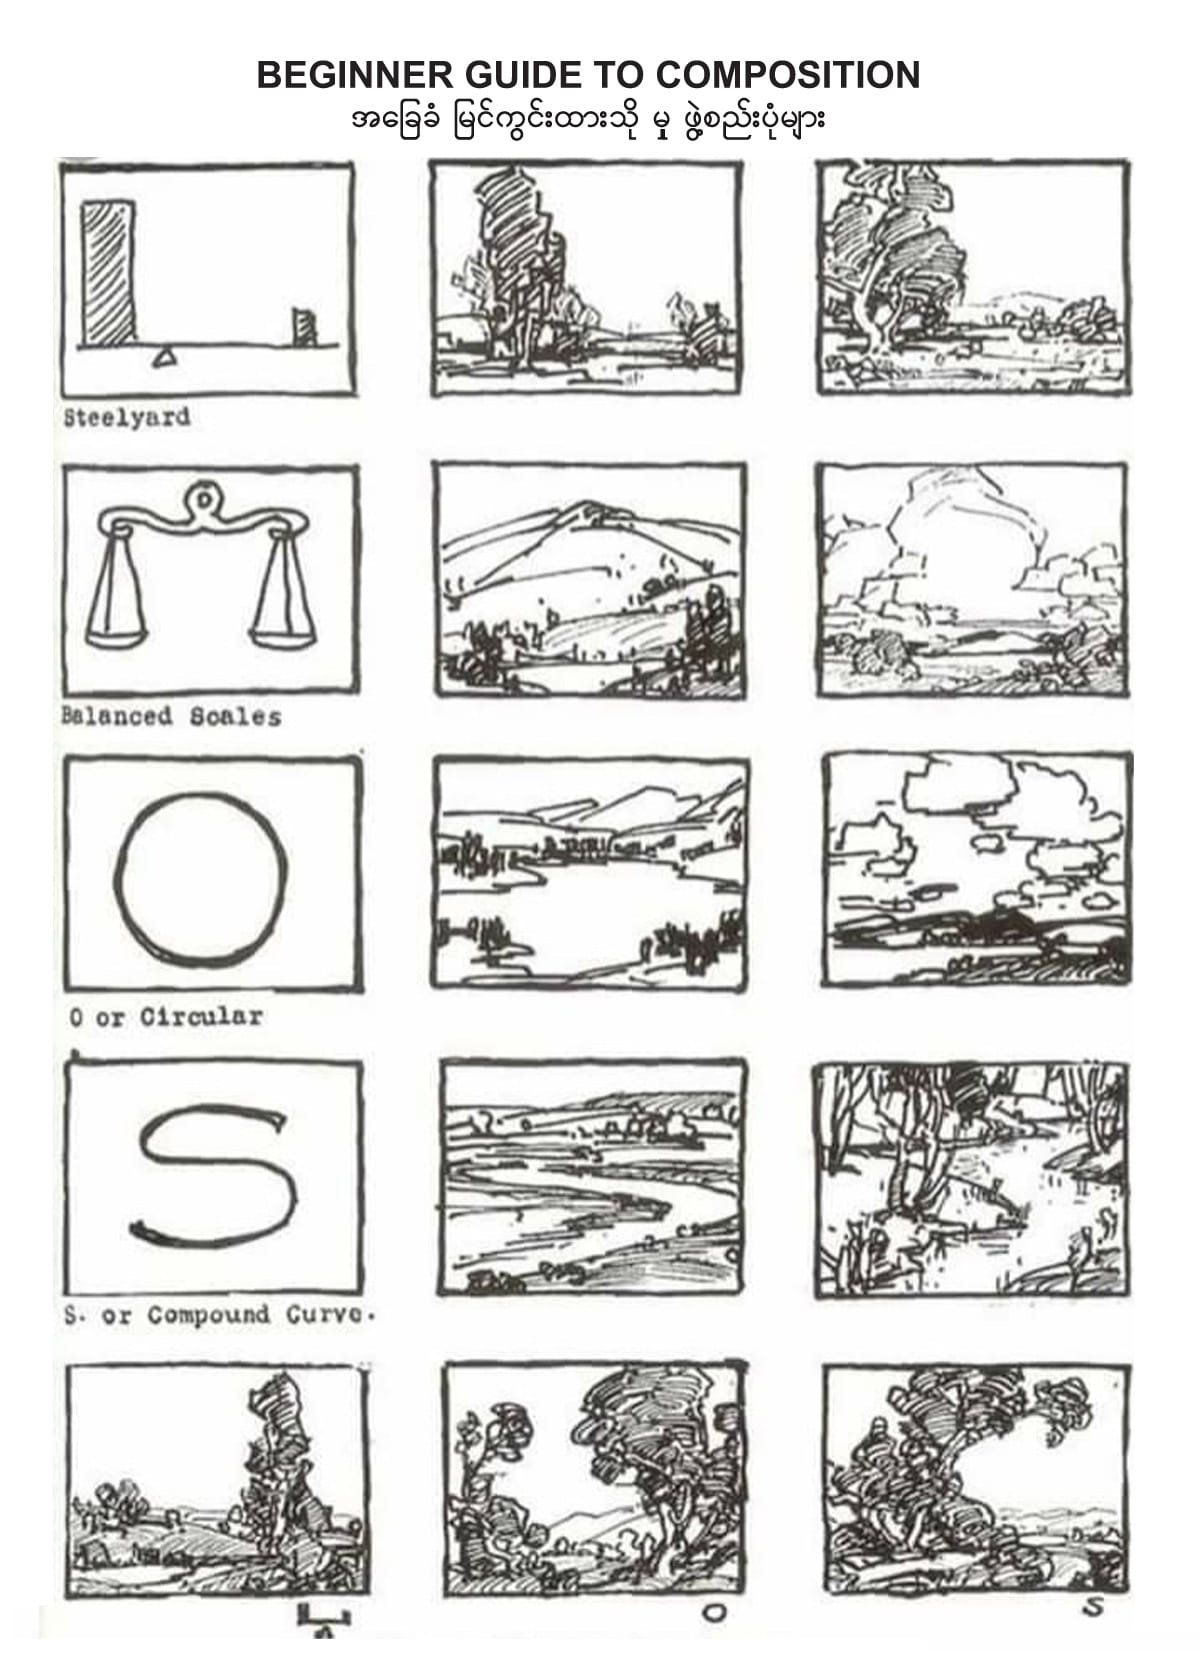 BEGINNER GUIDE TO COMPOSITION
အခြေခံ မြင်ကွင်းထားသို မှု ဖွဲ့စည်းပုံများ
Steelyard
Balanced Scales
O or Circular
S. or Compound Curve.
O
S